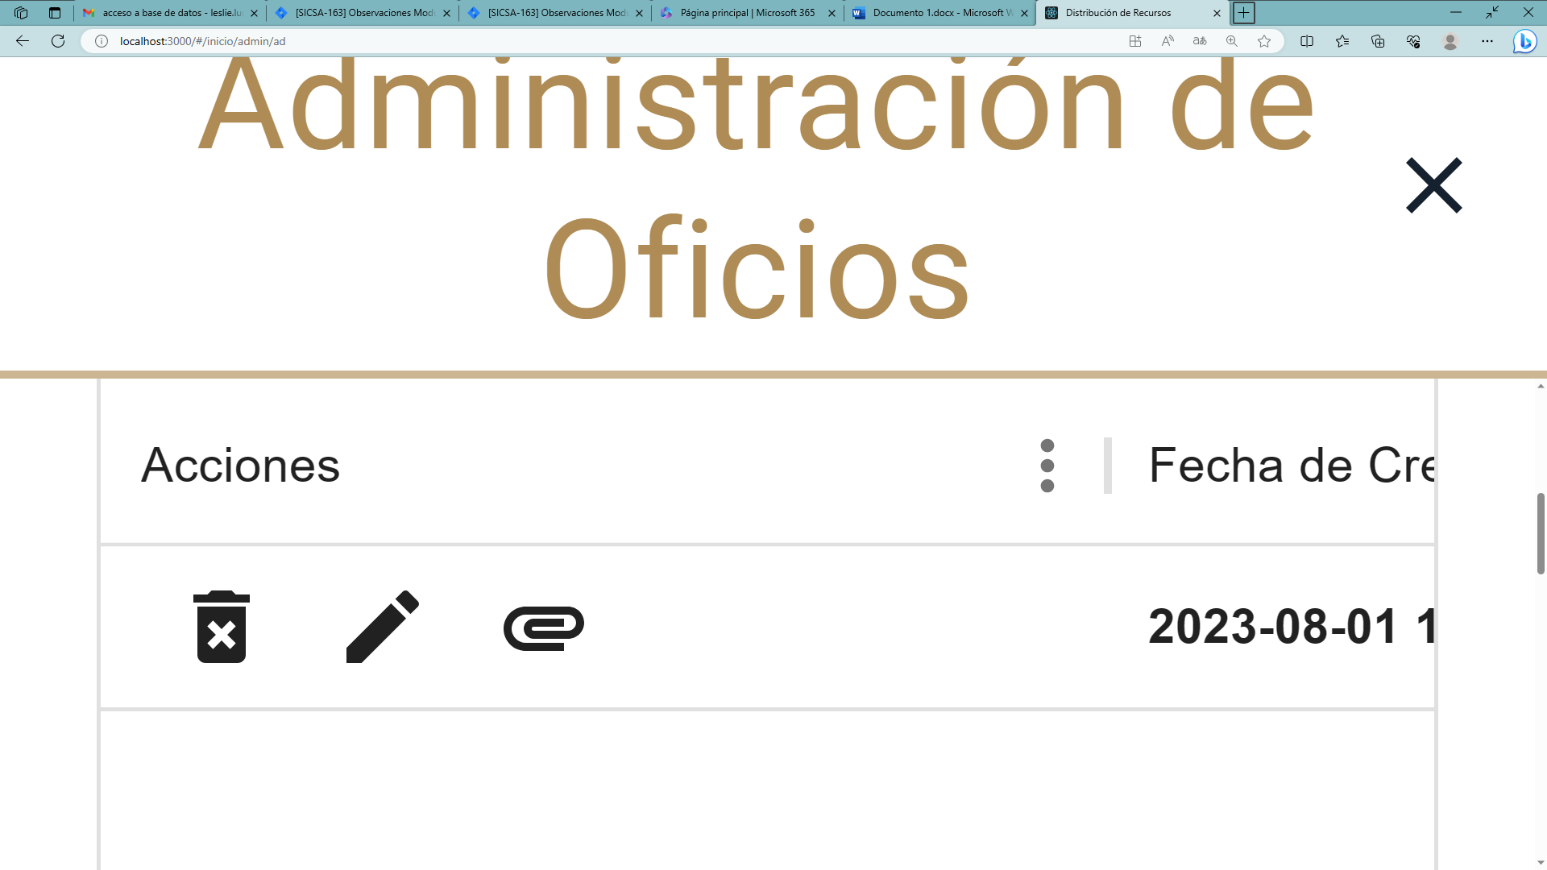 acceso a base de datos - leslie.lu
[SICSA-163] Observaciones Mod
[SICSA-163] Observaciones Mod
Página principal | Microsoft 365
Documento 1.docx - Microsoft W
Distribución de Recursos
localhost:3000/#/inicio/admin/ad
Administración de
Oficios
Acciones
Fecha de Cre
2023-08-01 1